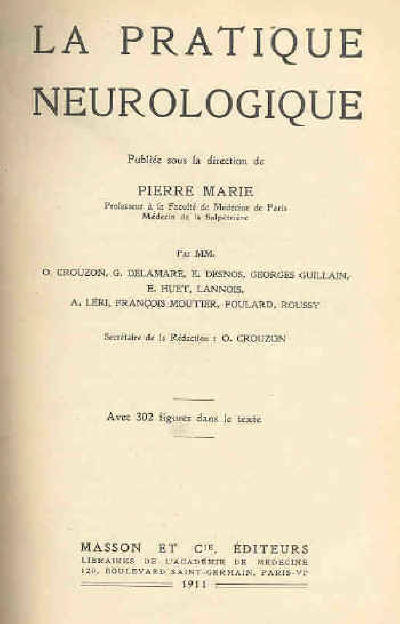 LA PRATIQUE
NEUROLOGIQUE
Publiée sous la direction de
PIERRE MARIE
Professeur à la Faculté de Médecine de Paris
Médecin de la Salpêtrière
Par MM.
O. CROUZON, G. DELAMARE, E. DESNOS, GEORGES GUILLAIN,
E. HUET, LANNOIS,
A. LÉRI, FRANÇOIS MOUTIER, POULARD, ROUSSY
Secrétaire de la Rédaction : O. CROUZON
Avec 302 figures dans le texte
MASSON ET Cie, ÉDITEURS
LIBRAIRES DE L'ACADÉMIE DE MÉDECINE
120, BOULEVARD SAINT-GERMAIN, PARIS-VIe
1911